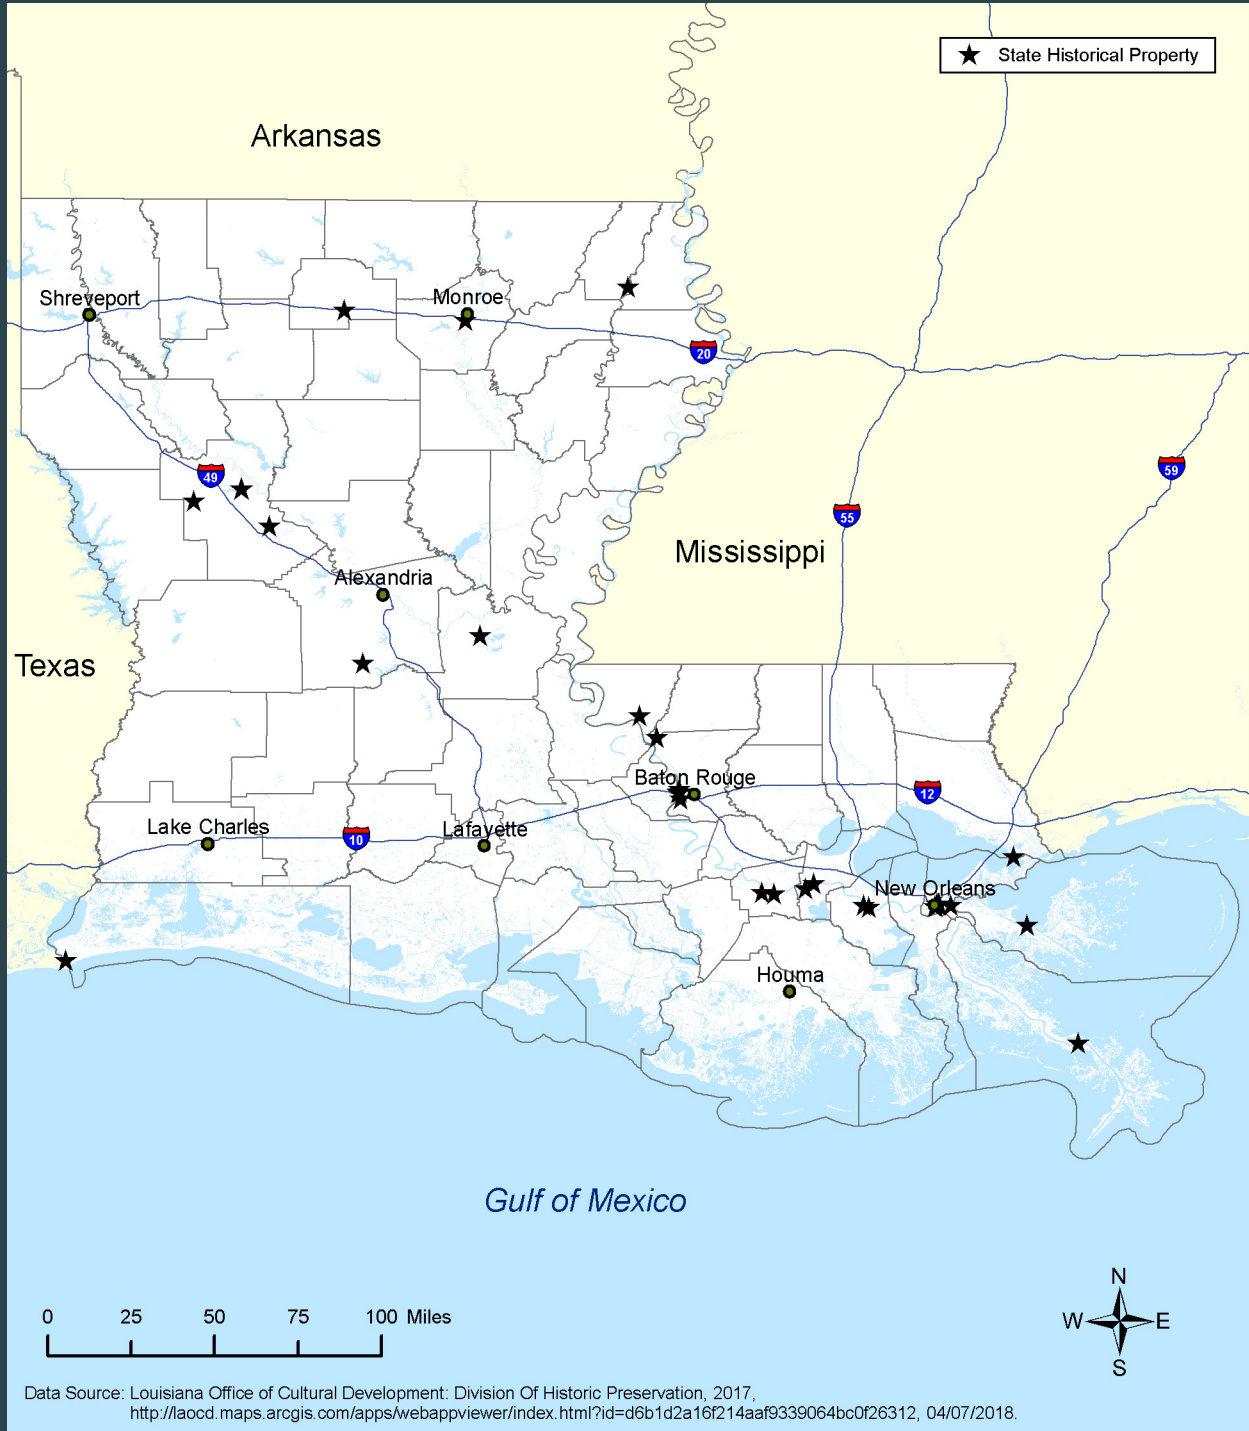 State Historical Property
Arkansas
Shreveport
Monroe
20
49
59
55
Mississippi
Alexandria
Texas
Baton Rouge
12
Lake Charles
10
Lafayette
New Orleans
Houma
Gulf of Mexico
N
W E
S
0 25 50 75 100 Miles
Data Source: Louisiana Office of Cultural Development: Division Of Historic Preservation, 2017,
http://laocd.maps.arcgis.com/apps/webappviewer/index.html?id=d6b1d2a16f214aaf9339064bc0f26312, 04/07/2018.